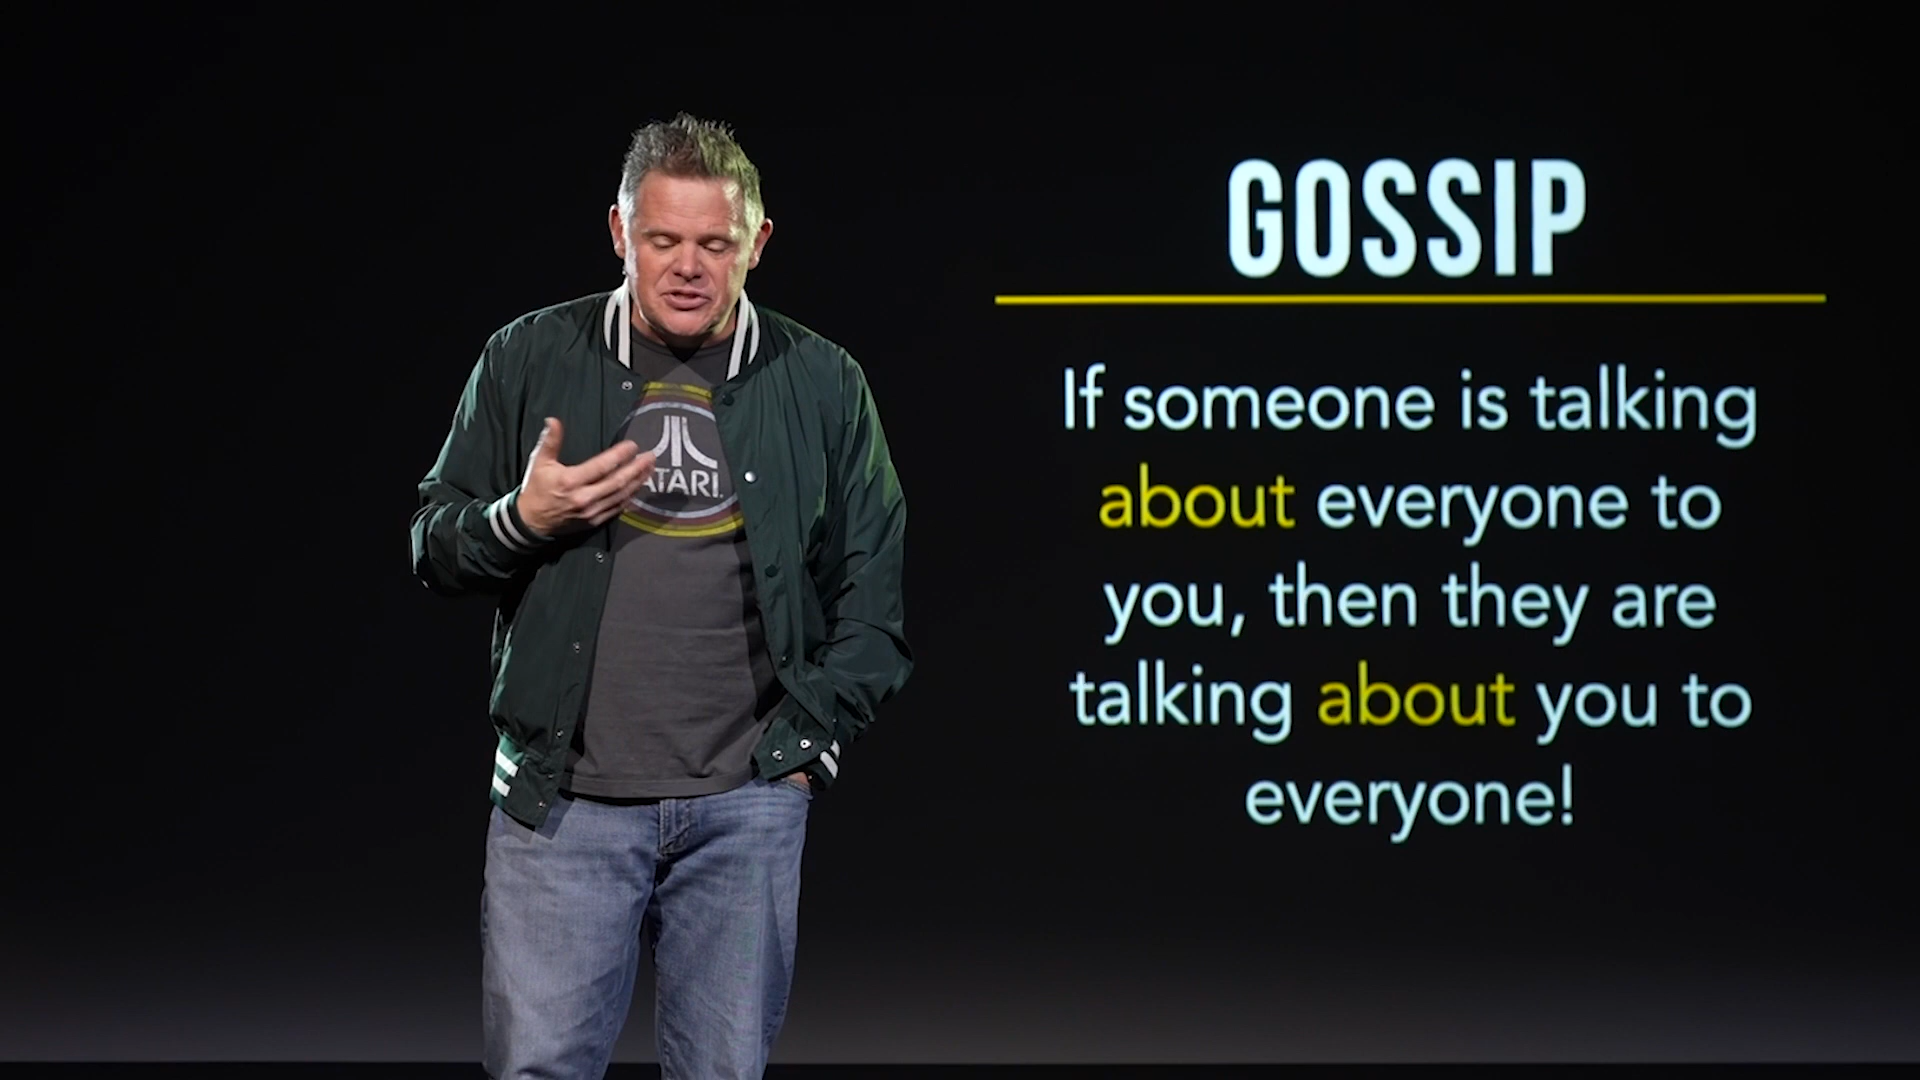 GOSSIP
If someone is talking
about everyone to
you, then they are
talking about you to
everyone!
ATARI